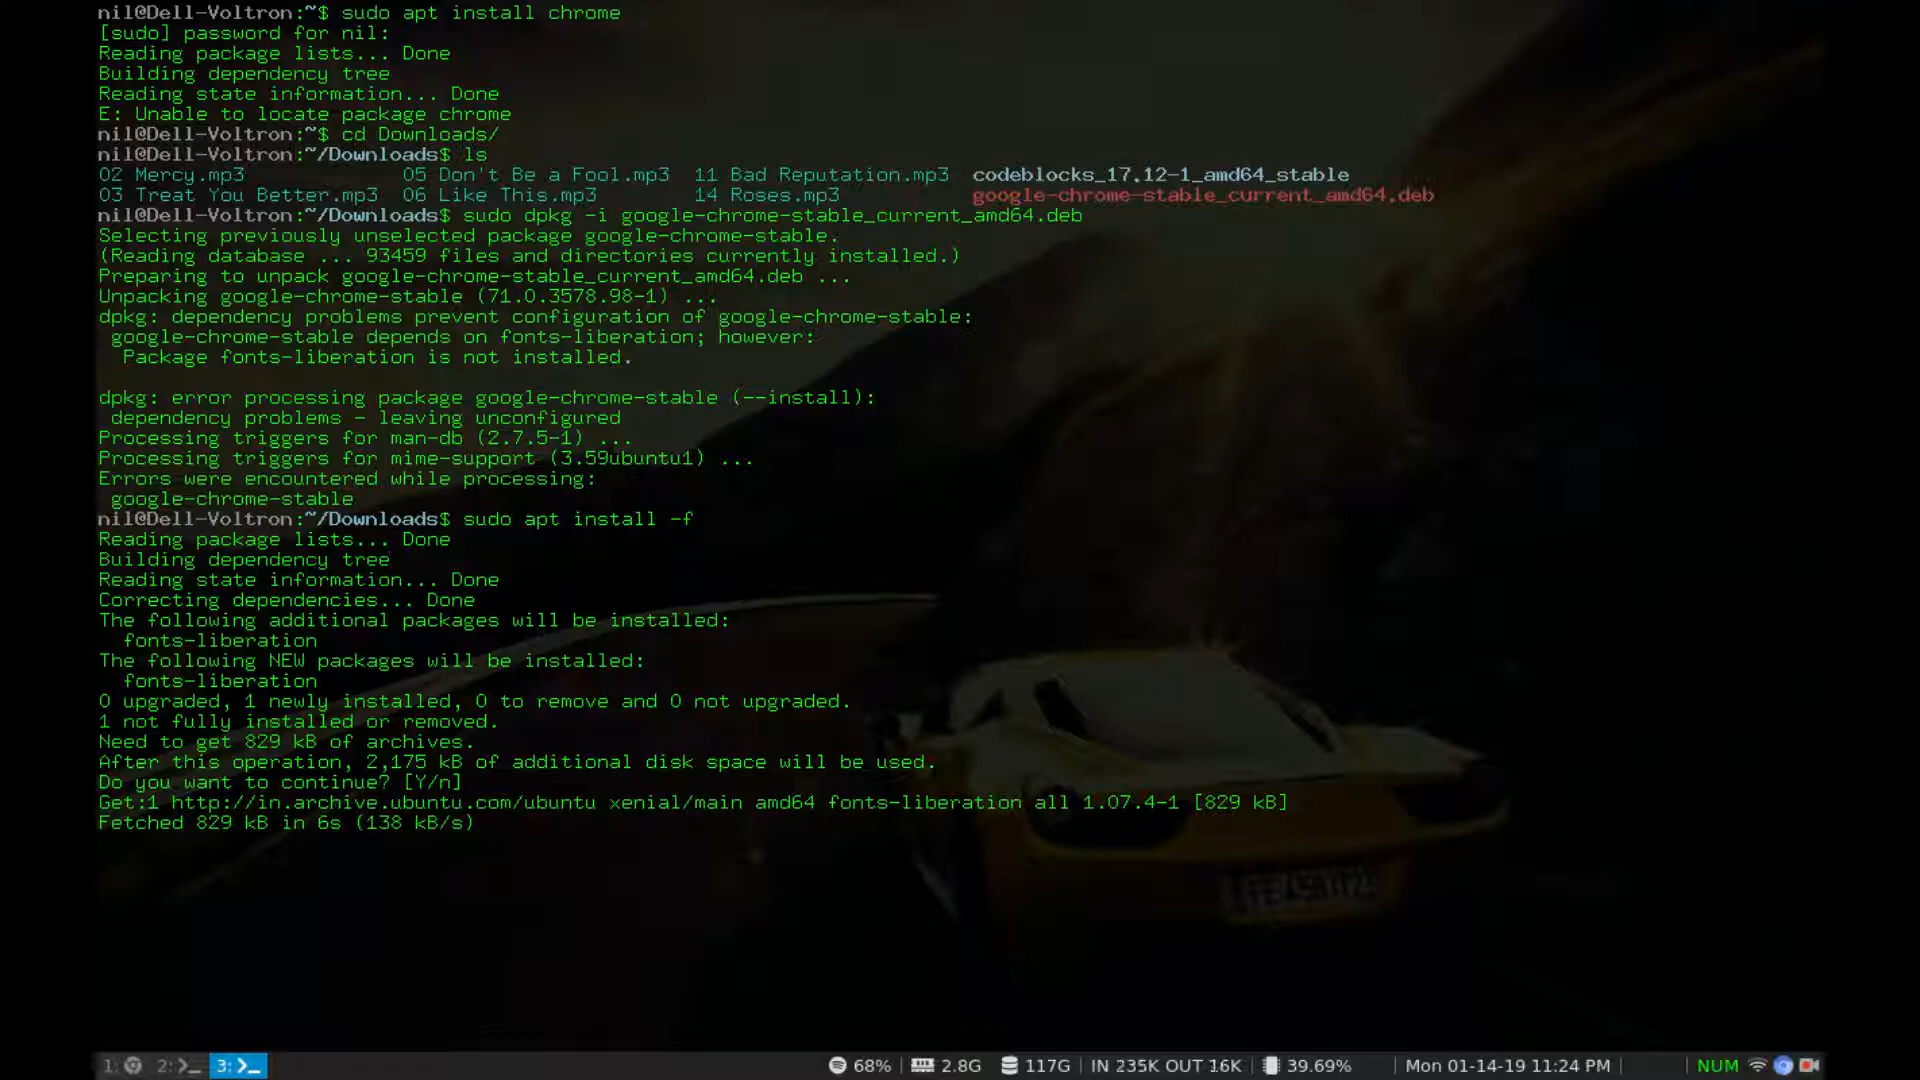 nil@Dell-Voltron:~$ sudo apt install chrome
[sudo] password for nil:
Reading package lists... Done
Building dependency tree
Reading state information... Done
E: Unable to locate package chrome
nil@Dell-Voltron:~$ cd Downloads/
nil@Dell-Voltron:~/Downloads$ ls
02 Mercy.mp3 05 Don't Be a Fool.mp3 11 Bad Reputation.mp3 codeblocks_17.12-1_amd64_stable
03 Treat You Better.mp3 06 Like This.mp3 14 Roses.mp3 google-chrome-stable_current_amd64.deb
nil@Dell-Voltron:~/Downloads$ sudo dpkg -i google-chrome-stable_current_amd64.deb
Selecting previously unselected package google-chrome-stable.
(Reading database ... 93459 files and directories currently installed.)
Preparing to unpack google-chrome-stable_current_amd64.deb ...
Unpacking google-chrome-stable (71.0.3578.98-1) ...
dpkg: dependency problems prevent configuration of google-chrome-stable:
 google-chrome-stable depends on fonts-liberation; however:
  Package fonts-liberation is not installed.

dpkg: error processing package google-chrome-stable (--install):
 dependency problems - leaving unconfigured
Processing triggers for man-db (2.7.5-1) ...
Processing triggers for mime-support (3.59ubuntu1) ...
Errors were encountered while processing:
 google-chrome-stable
nil@Dell-Voltron:~/Downloads$ sudo apt install -f
Reading package lists... Done
Building dependency tree
Reading state information... Done
Correcting dependencies... Done
The following additional packages will be installed:
  fonts-liberation
The following NEW packages will be installed:
  fonts-liberation
0 upgraded, 1 newly installed, 0 to remove and 0 not upgraded.
1 not fully installed or removed.
Need to get 829 kB of archives.
After this operation, 2,175 kB of additional disk space will be used.
Do you want to continue? [Y/n]
Get:1 http://in.archive.ubuntu.com/ubuntu xenial/main amd64 fonts-liberation all 1.07.4-1 [829 kB]
Fetched 829 kB in 6s (138 kB/s)
1: 2: 3: 68% | 2.8G 117G | IN 235K OUT 16K 39.69% | Mon 01-14-19 11:24 PM | | NUM